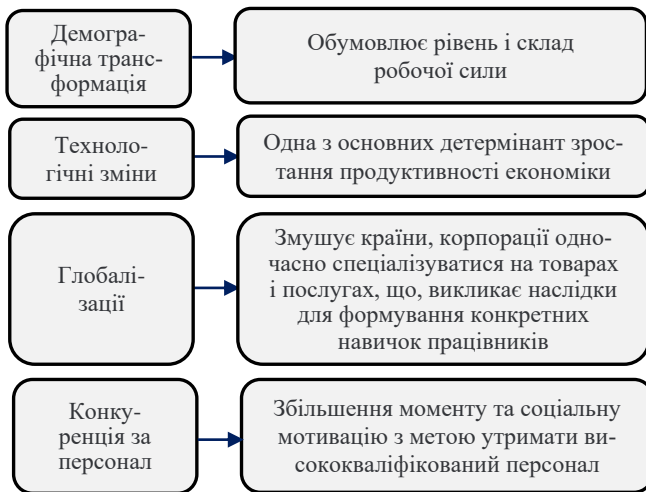 Демогра-
фічна транс-
формація
Обумовлює рівень і склад
робочої сили
Техноло-
гічні зміни
Одна з основних детермінант зрос-
тання продуктивності економіки
Глобалі-
зації
Змушує країни, корпорації одно-
часно спеціалізуватися на товарах
і послугах, що, викликає наслідки
для формування конкретних
навичок працівників
Конку-
ренція за
персонал
Збільшення моменту та соціальну
мотивацію з метою утримати ви-
сококваліфікований персонал